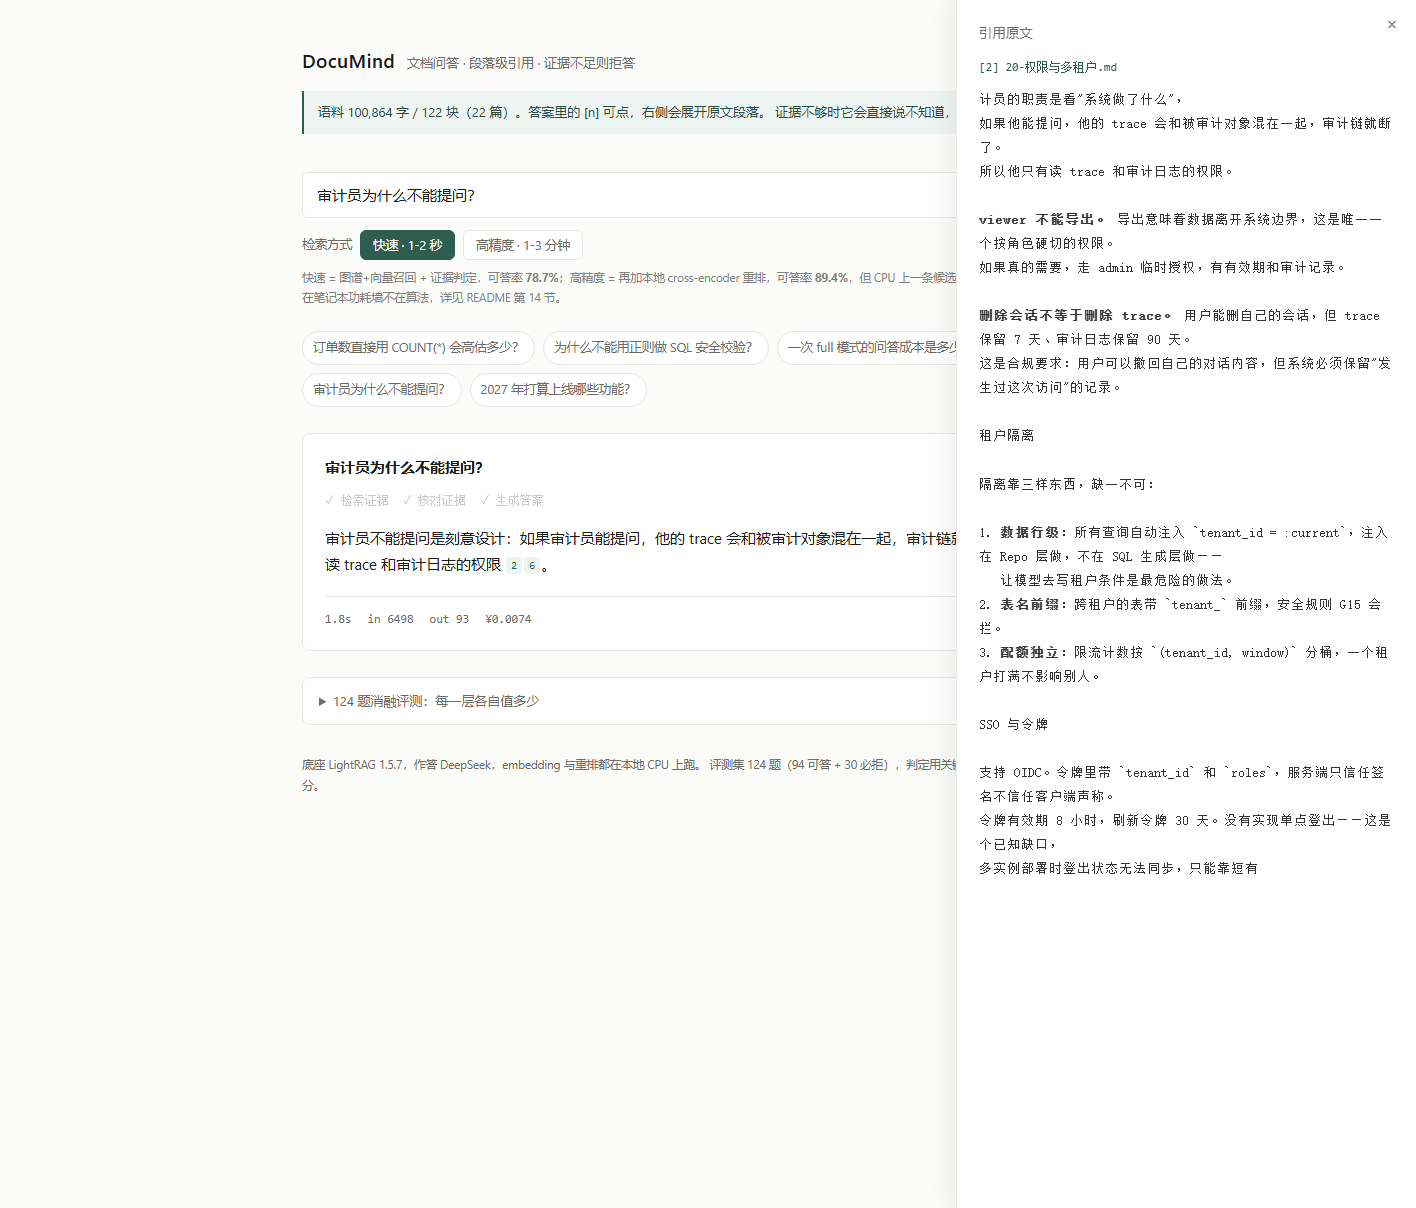 DocuMind 文档问答 · 段落级引用 · 证据不足则拒答
语料 100,864 字 / 122 块（22 篇）。答案里的 [n] 可点，右侧会展开原文段落。 证据不够时它会直接说不知道，
审计员为什么不能提问？
检索方式 快速 · 1-2 秒 高精度 · 1-3 分钟
快速 = 图谱+向量召回 + 证据判定，可答率 78.7%；高精度 = 再加本地 cross-encoder 重排，可答率 89.4%，但 CPU 上一条候选
在笔记本功耗墙不在算法，详见 README 第 14 节。
订单数直接用 COUNT(*) 会高估多少？ 为什么不能用正则做 SQL 安全校验？ 一次 full 模式的问答成本是多少
审计员为什么不能提问？ 2027 年打算上线哪些功能？
审计员为什么不能提问？
✓ 检索证据 ✓ 核对证据 ✓ 生成答案
审计员不能提问是刻意设计：如果审计员能提问，他的 trace 会和被审计对象混在一起，审计链就
读 trace 和审计日志的权限 2 6 。
1.8s in 6498 out 93 ¥0.0074
▶ 124 题消融评测：每一层各自值多少
底座 LightRAG 1.5.7，作答 DeepSeek，embedding 与重排都在本地 CPU 上跑。 评测集 124 题（94 可答 + 30 必拒），判定用关键
分。
引用原文
×
[2] 20-权限与多租户.md
计员的职责是看"系统做了什么"，
如果他能提问，他的 trace 会和被审计对象混在一起，审计链就断
了。
所以他只有读 trace 和审计日志的权限。
viewer 不能导出。 导出意味着数据离开系统边界，这是唯一一
个按角色硬切的权限。
如果真的需要，走 admin 临时授权，有有效期和审计记录。
删除会话不等于删除 trace。 用户能删自己的会话，但 trace
保留 7 天、审计日志保留 90 天。
这是合规要求：用户可以撤回自己的对话内容，但系统必须保留"发
生过这次访问"的记录。
租户隔离
隔离靠三样东西，缺一不可：
1. 数据行级：所有查询自动注入 `tenant_id = :current`，注入
在 Repo 层做，不在 SQL 生成层做——
让模型去写租户条件是最危险的做法。
2. 表名前缀：跨租户的表带 `tenant_` 前缀，安全规则 G15 会
拦。
3. 配额独立：限流计数按 `(tenant_id, window)` 分桶，一个租
户打满不影响别人。
SSO 与令牌
支持 OIDC。令牌里带 `tenant_id` 和 `roles`，服务端只信任签
名不信任客户端声称。
令牌有效期 8 小时，刷新令牌 30 天。没有实现单点登出——这是
个已知缺口，
多实例部署时登出状态无法同步，只能靠短有